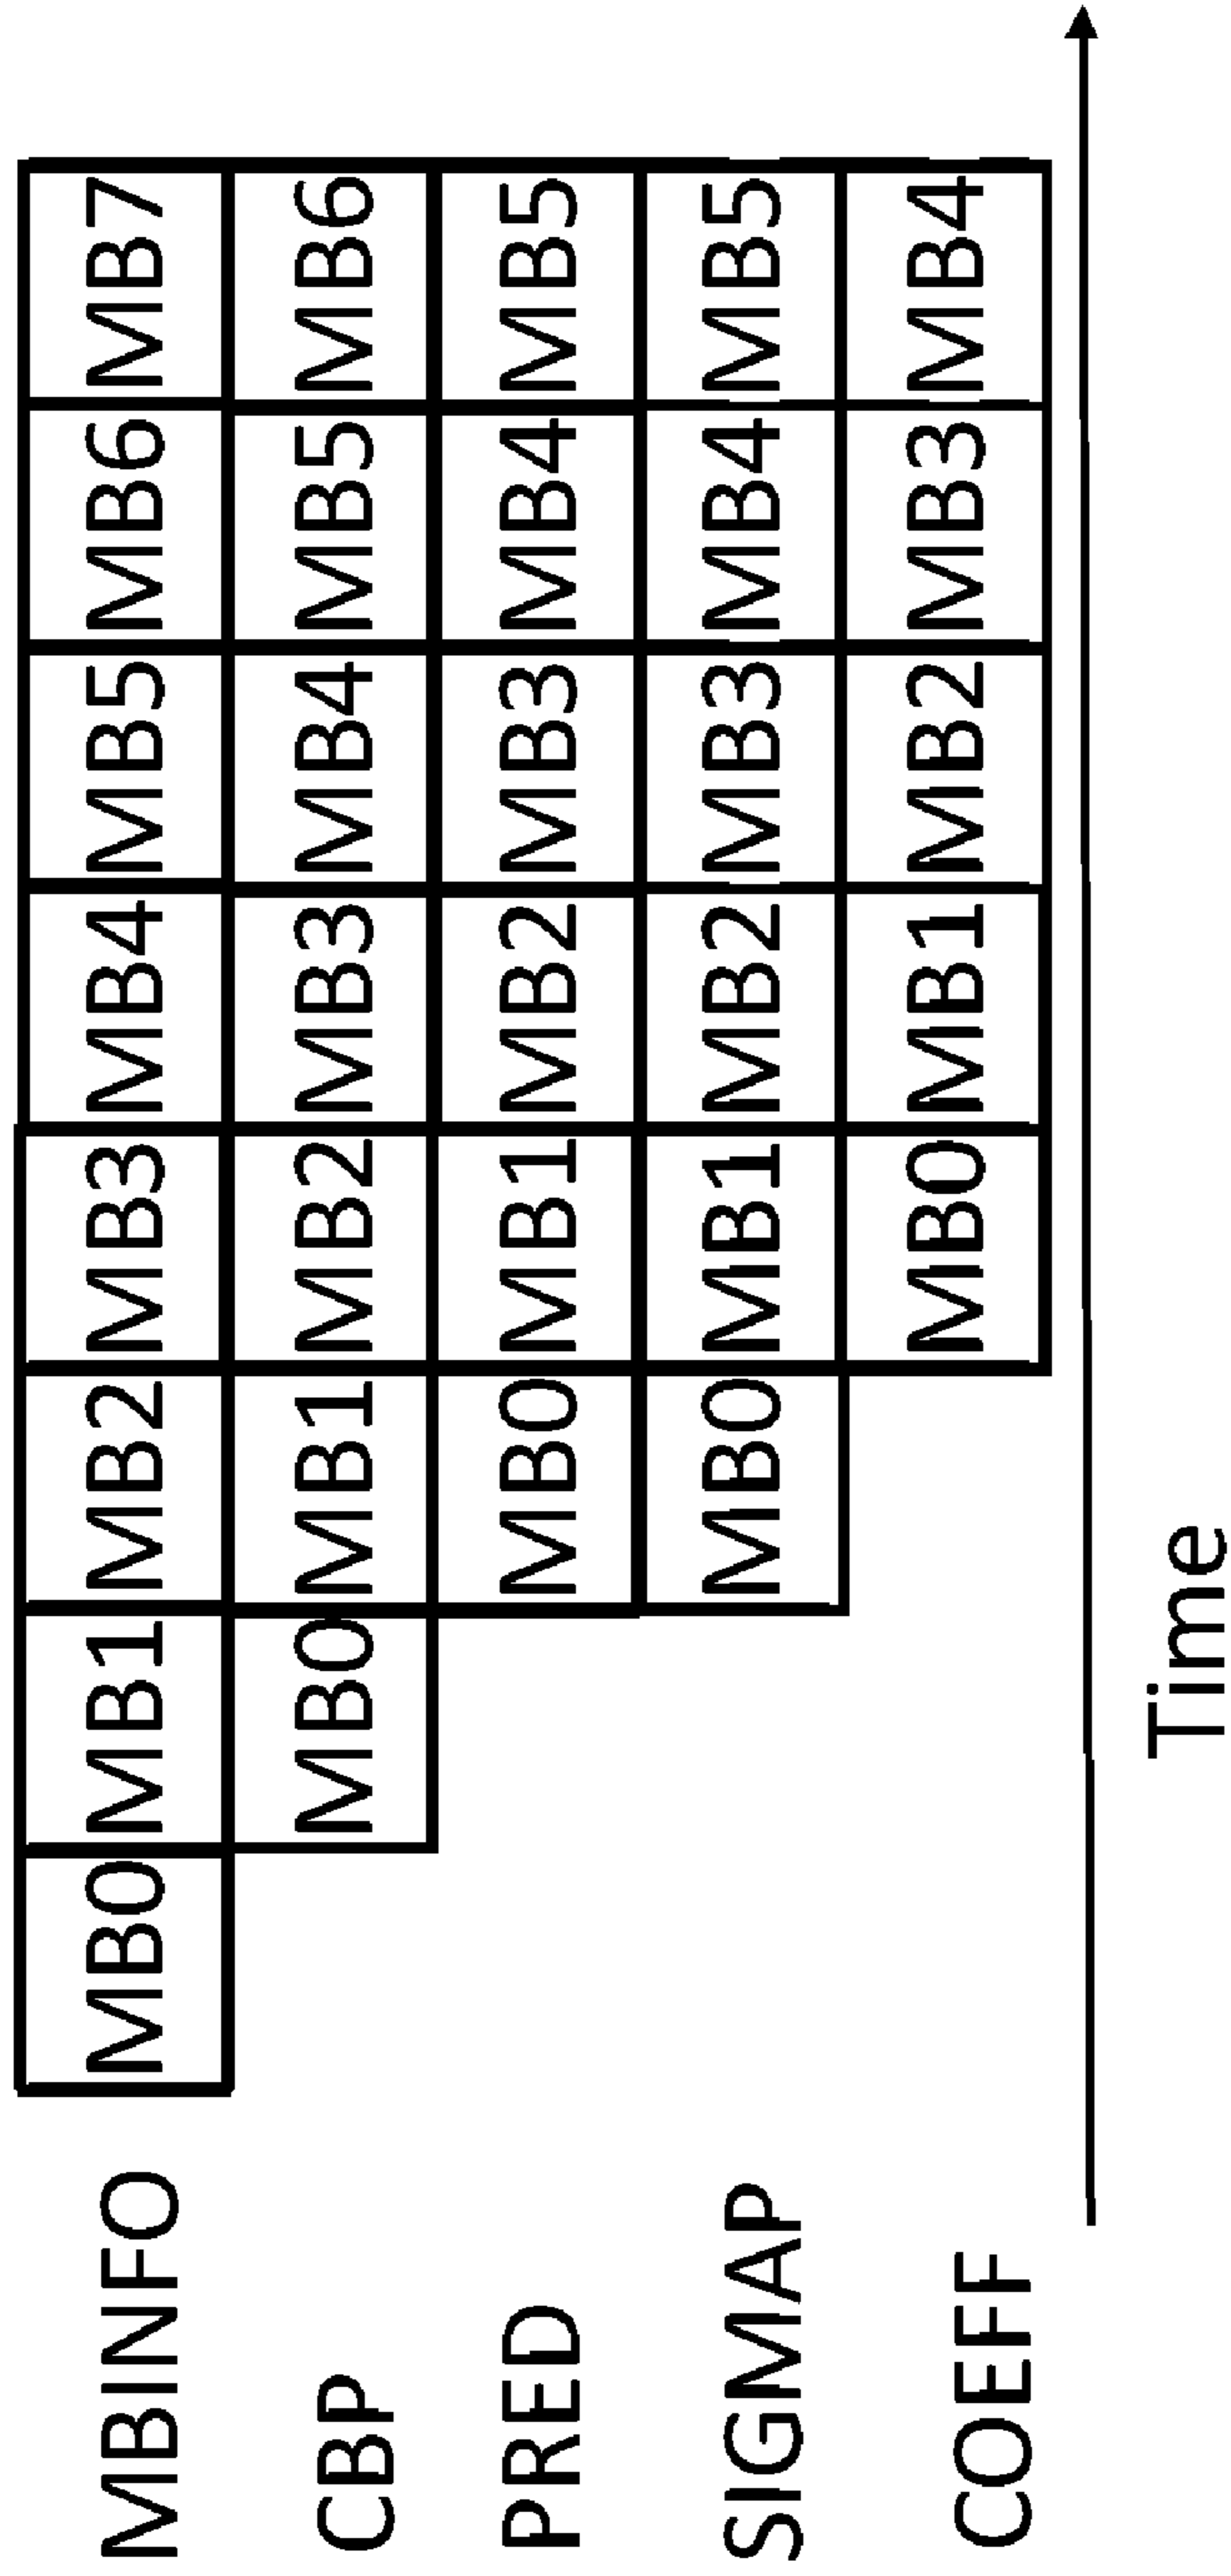 MBINFO MB0 MB1 MB2 MB3 MB4 MB5 MB6 MB7
CBP MB0 MB1 MB2 MB3 MB4 MB5 MB6
PRED MB0 MB1 MB2 MB3 MB4 MB5
SIGMAP MB0 MB1 MB2 MB3 MB4 MB5
COEFF MB0 MB1 MB2 MB3 MB4
Time